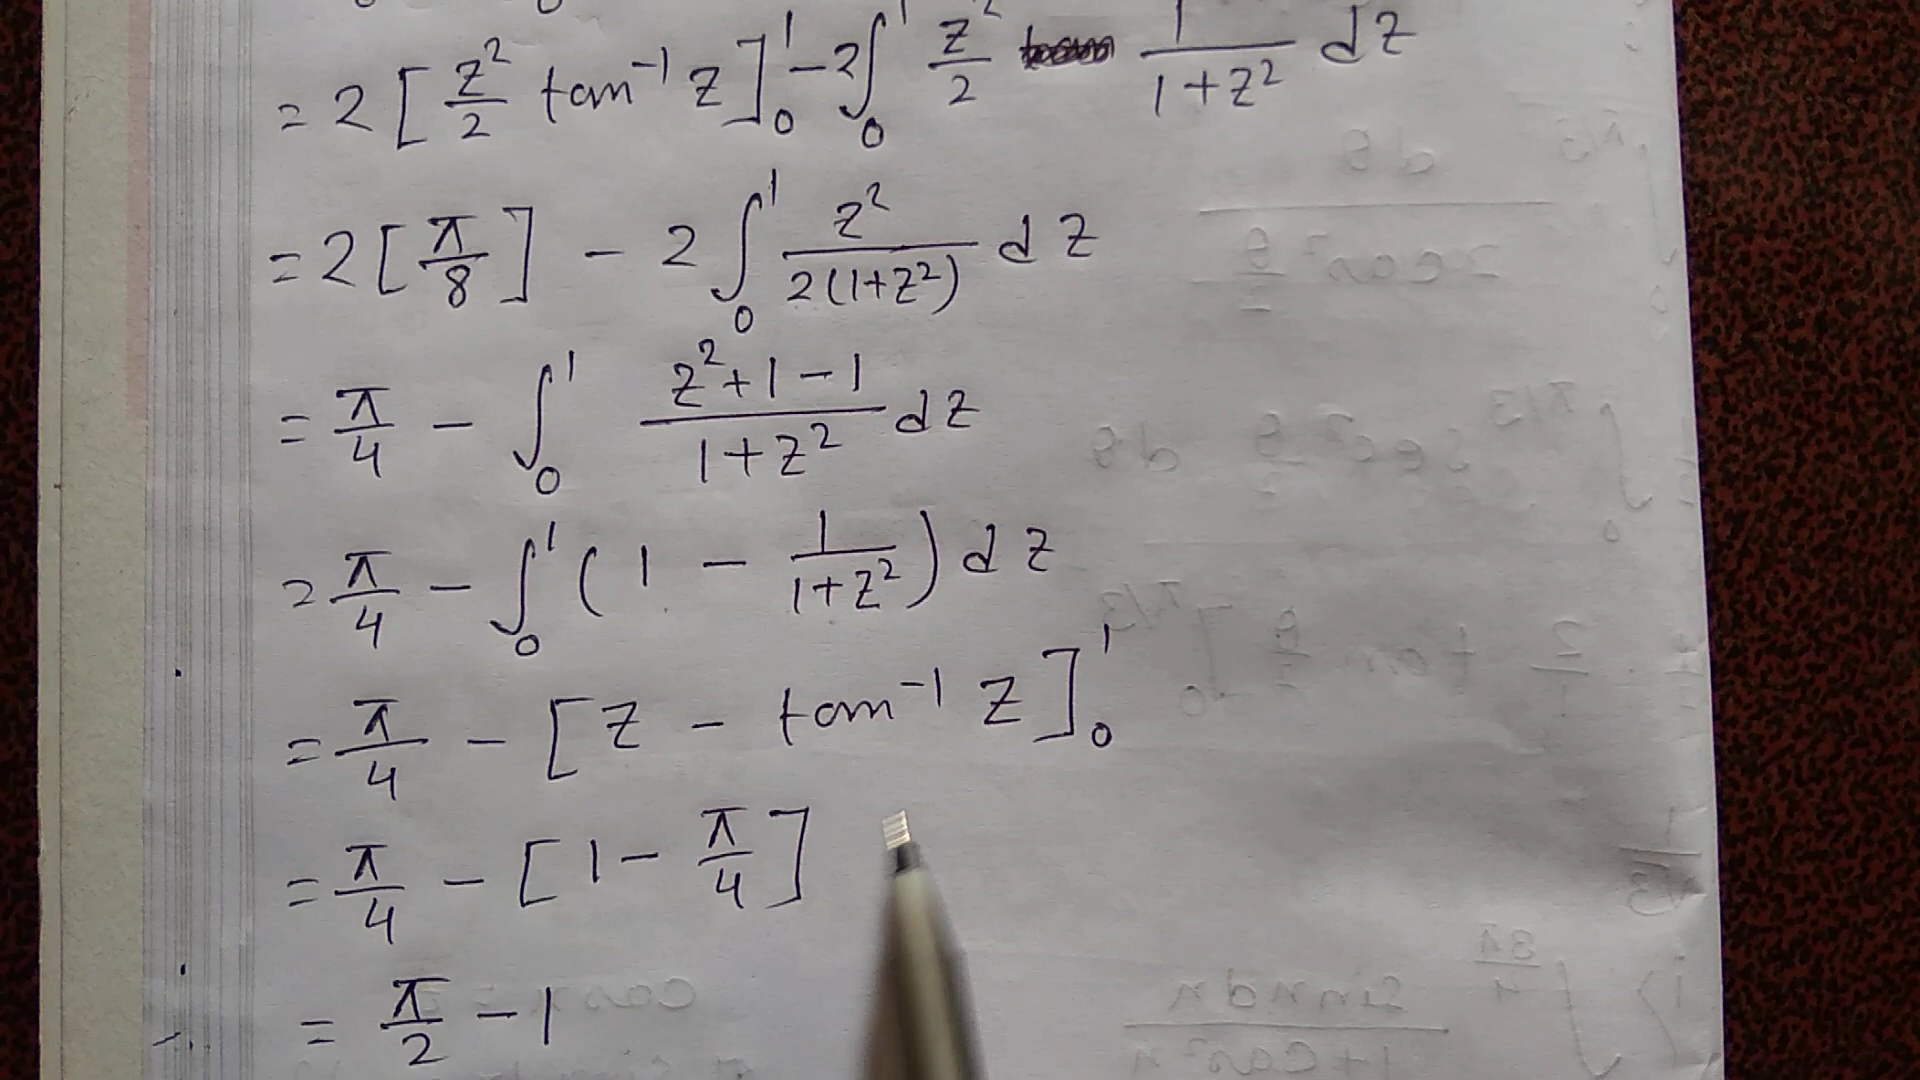 = 2 [ z²/2 tan⁻¹ z ]₀¹ - 2∫₀¹ z²/2 1/(1+z²) dz
= 2[π/8] - 2 ∫₀¹ z²/(2(1+z²)) dz
= π/4 - ∫₀¹ (z²+1-1)/(1+z²) dz
= π/4 - ∫₀¹ (1 - 1/(1+z²)) dz
= π/4 - [z - tan⁻¹ z]₀¹
= π/4 - [1 - π/4]
= π/2 - 1